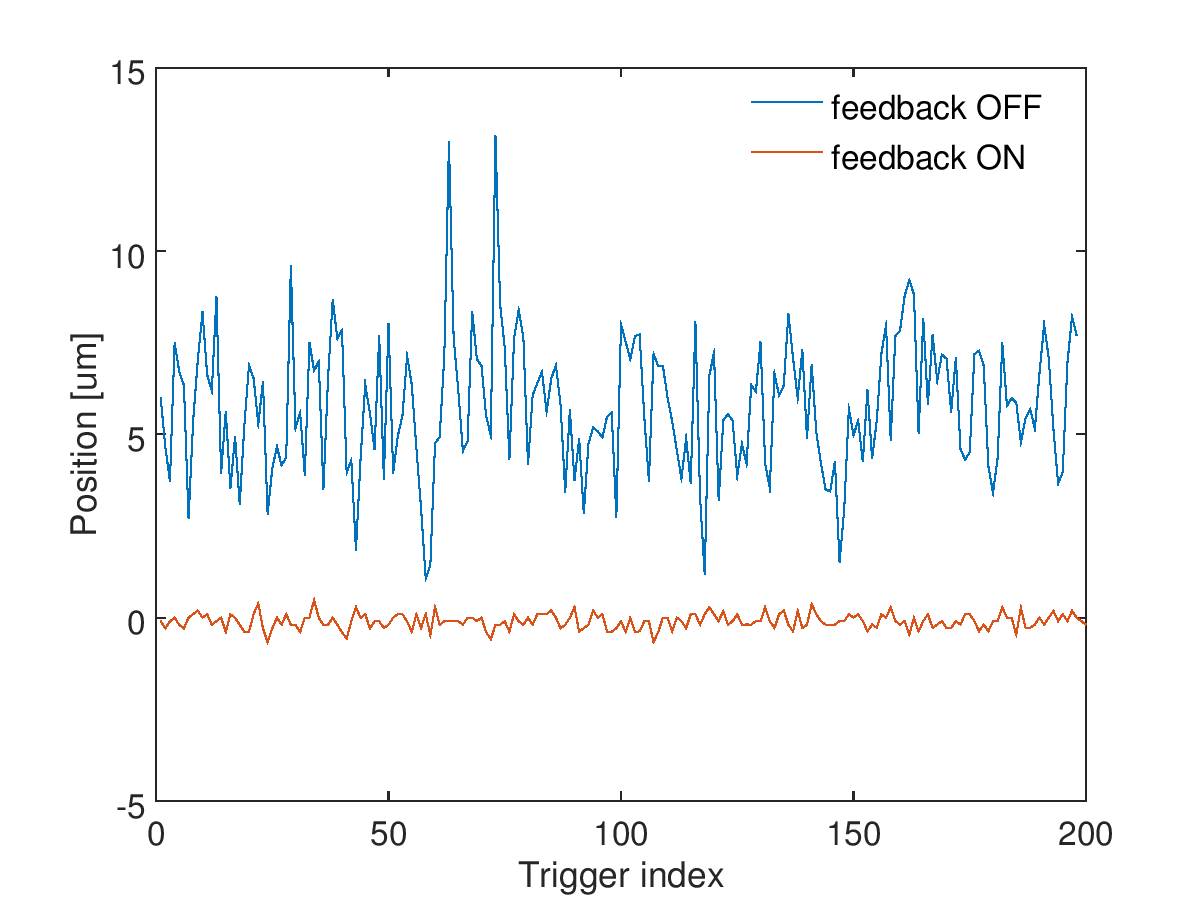 15
feedback OFF
feedback ON
10
5
0
-5
Position [um]
0 50 100 150 200
Trigger index